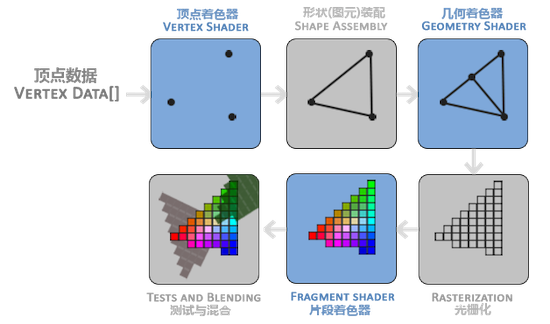 顶点着色器
VERTEX SHADER
形状(图元)装配
SHAPE ASSEMBLY
几何着色器
GEOMETRY SHADER
顶点数据
VERTEX DATA[]
TESTS AND BLENDING
测试与混合
FRAGMENT SHADER
片段着色器
RASTERIZATION
光栅化